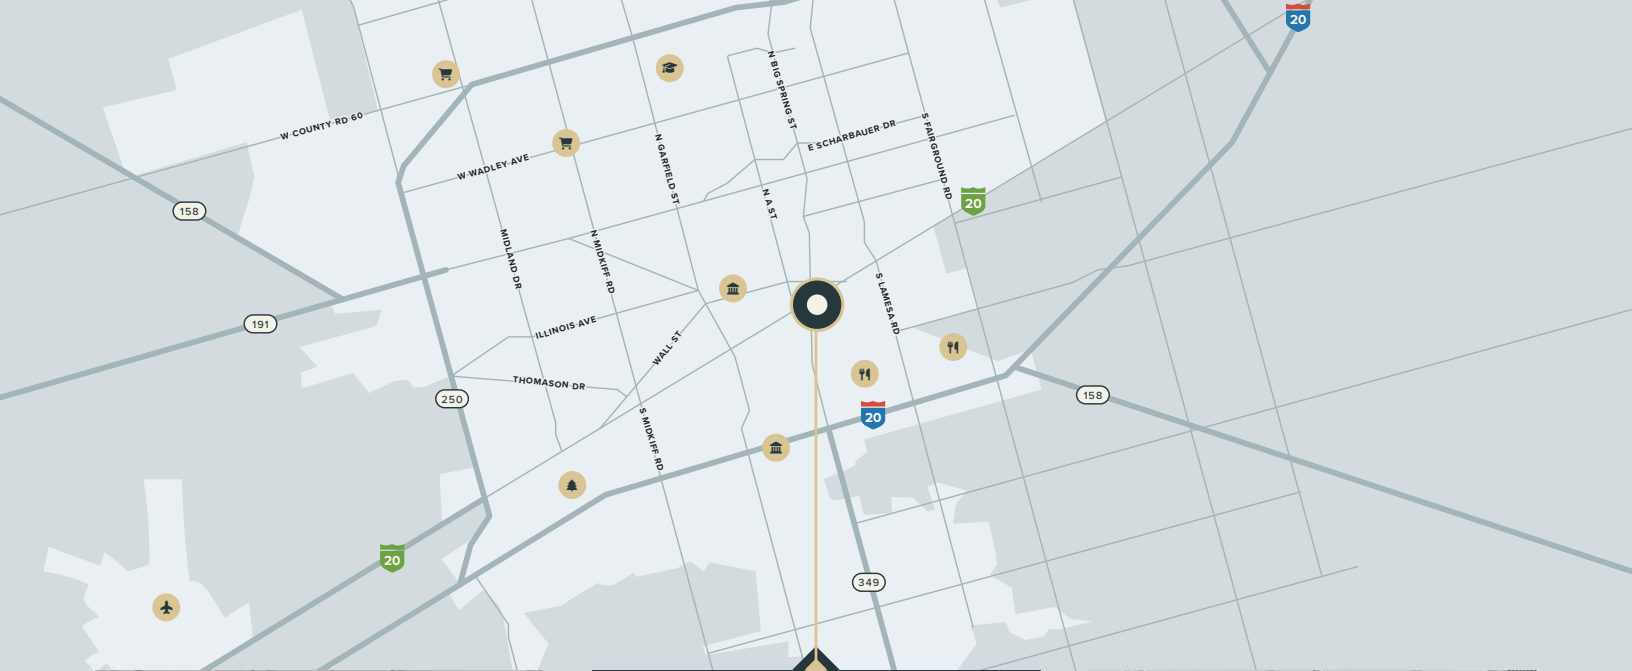 20
N BIG SPRING ST
W COUNTY RD 60
E SCHARBAUER DR
S FAIRGROUND RD
W WADLEY AVE
N GARFIELD ST
N A ST
20
158
MIDLAND DR
N MIDKIFF RD
S LAMESA RD
191
ILLINOIS AVE
WALL ST
THOMASON DR
250
158
20
S MIDKIFF RD
20
349